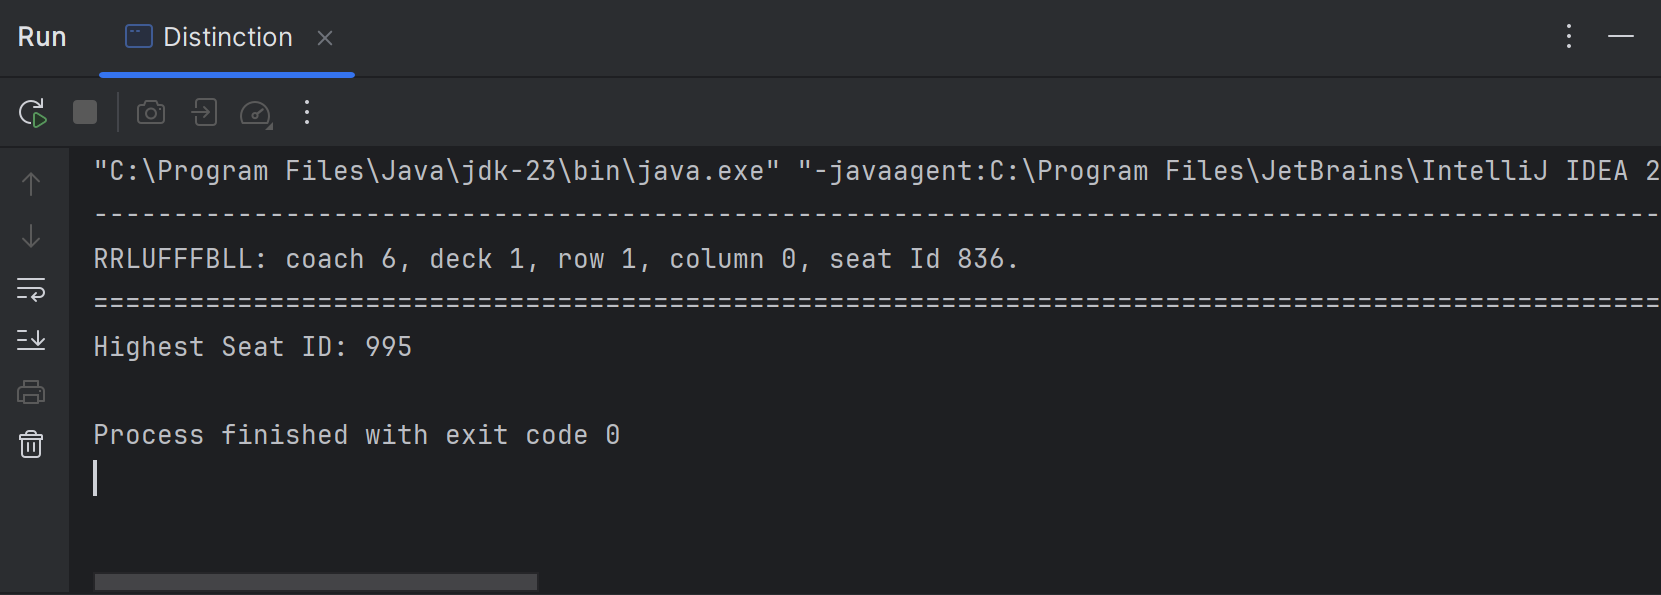 Run Distinction
"C:\Program Files\Java\jdk-23\bin\java.exe" "-javaagent:C:\Program Files\JetBrains\IntelliJ IDEA 2
--------------------------------------------------------------------------------------------------
RRLUFFFBLL: coach 6, deck 1, row 1, column 0, seat Id 836.
==================================================================================================
Highest Seat ID: 995
Process finished with exit code 0